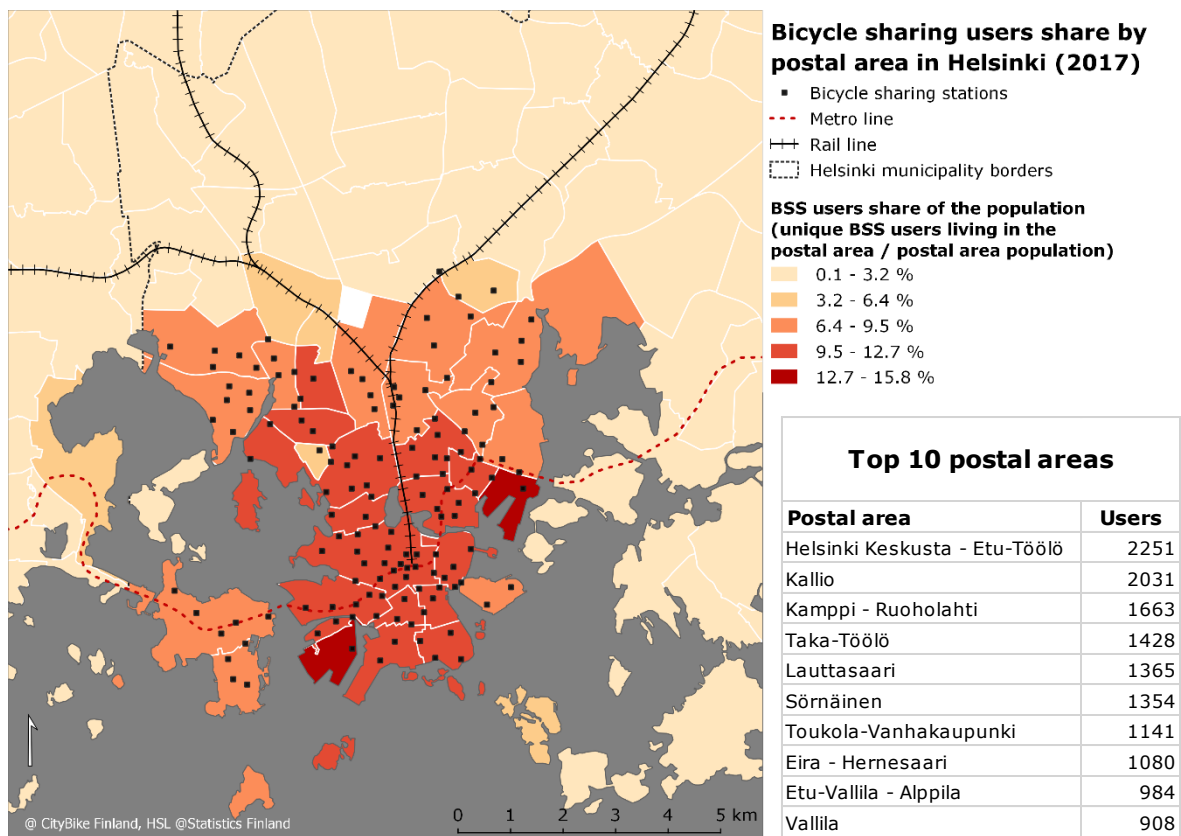 Bicycle sharing users share by
postal area in Helsinki (2017)
Bicycle sharing stations
Metro line
Rail line
Helsinki municipality borders
BSS users share of the population
(unique BSS users living in the
postal area / postal area population)
0.1 - 3.2 %
3.2 - 6.4 %
6.4 - 9.5 %
9.5 - 12.7 %
12.7 - 15.8 %
Top 10 postal areas
Postal area Users
Helsinki Keskusta - Etu-Töölö 2251
Kallio 2031
Kamppi - Ruoholahti 1663
Taka-Töölö 1428
Lauttasaari 1365
Sörnäinen 1354
Toukola-Vanhakaupunki 1141
Eira - Hernesaari 1080
Etu-Vallila - Alppila 984
Vallila 908
0 1 2 3 4 5 km
@ CityBike Finland, HSL @Statistics Finland